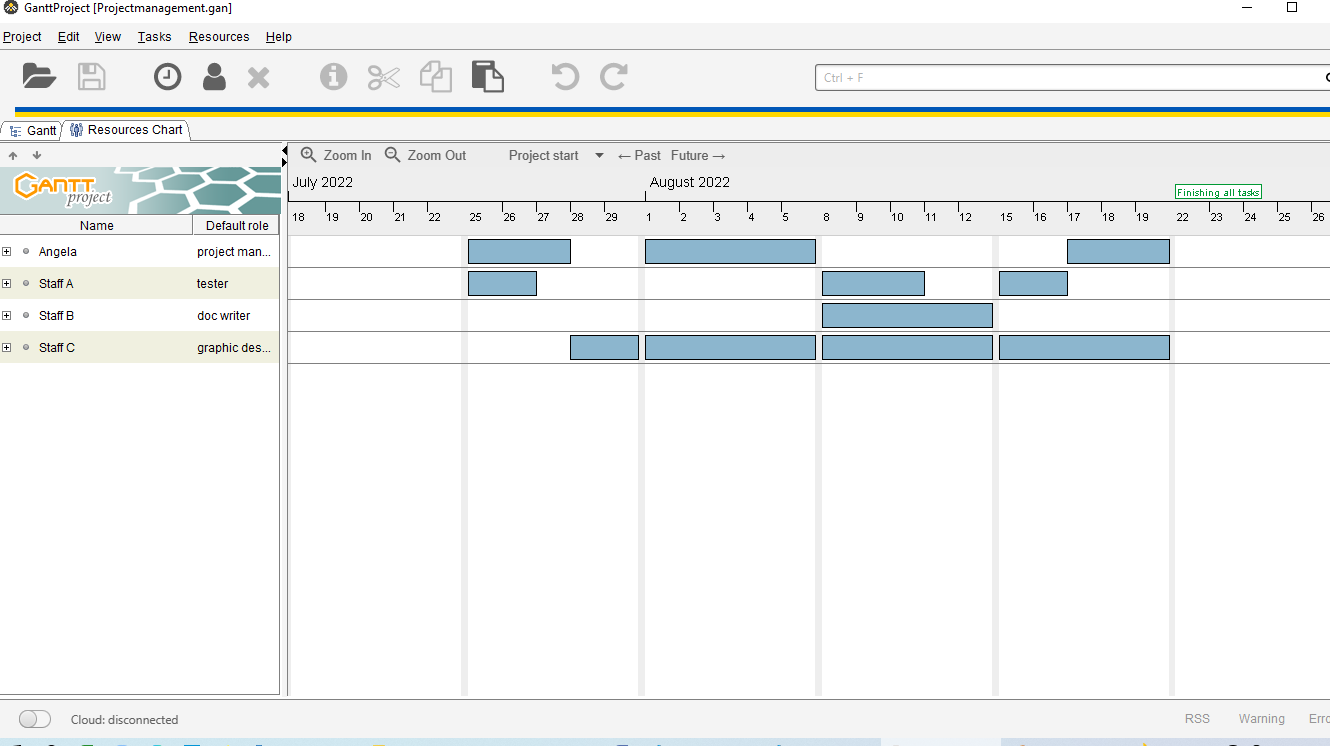 GanttProject [Projectmanagement.gan]
Project Edit View Tasks Resources Help
Ctrl + F
Gantt Resources Chart
Zoom In Zoom Out Project start ← Past Future →
GANTT project
July 2022 August 2022
Finishing all tasks
18 19 20 21 22 25 26 27 28 29 1 2 3 4 5 8 9 10 11 12 15 16 17 18 19 22 23 24 25 26
Name Default role
Angela project man...
Staff A tester
Staff B doc writer
Staff C graphic des...
Cloud: disconnected RSS Warning